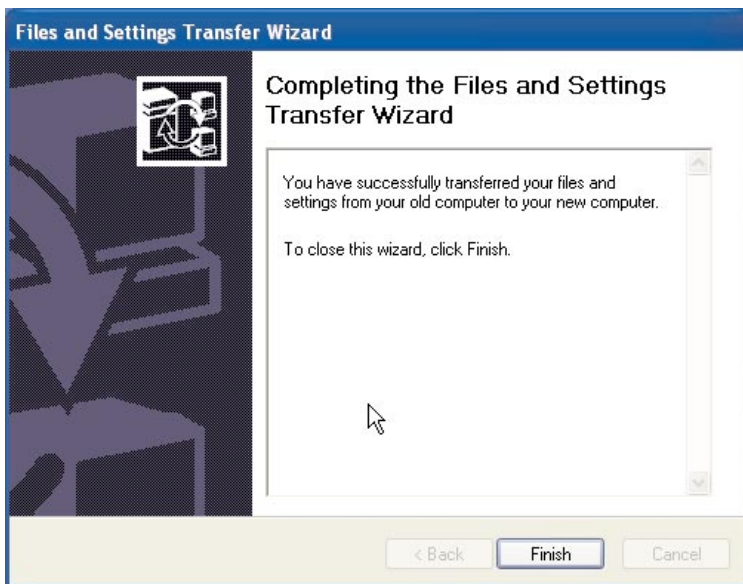 Files and Settings Transfer Wizard
Completing the Files and Settings
Transfer Wizard
You have successfully transferred your files and
settings from your old computer to your new computer.
To close this wizard, click Finish.
< Back Finish Cancel